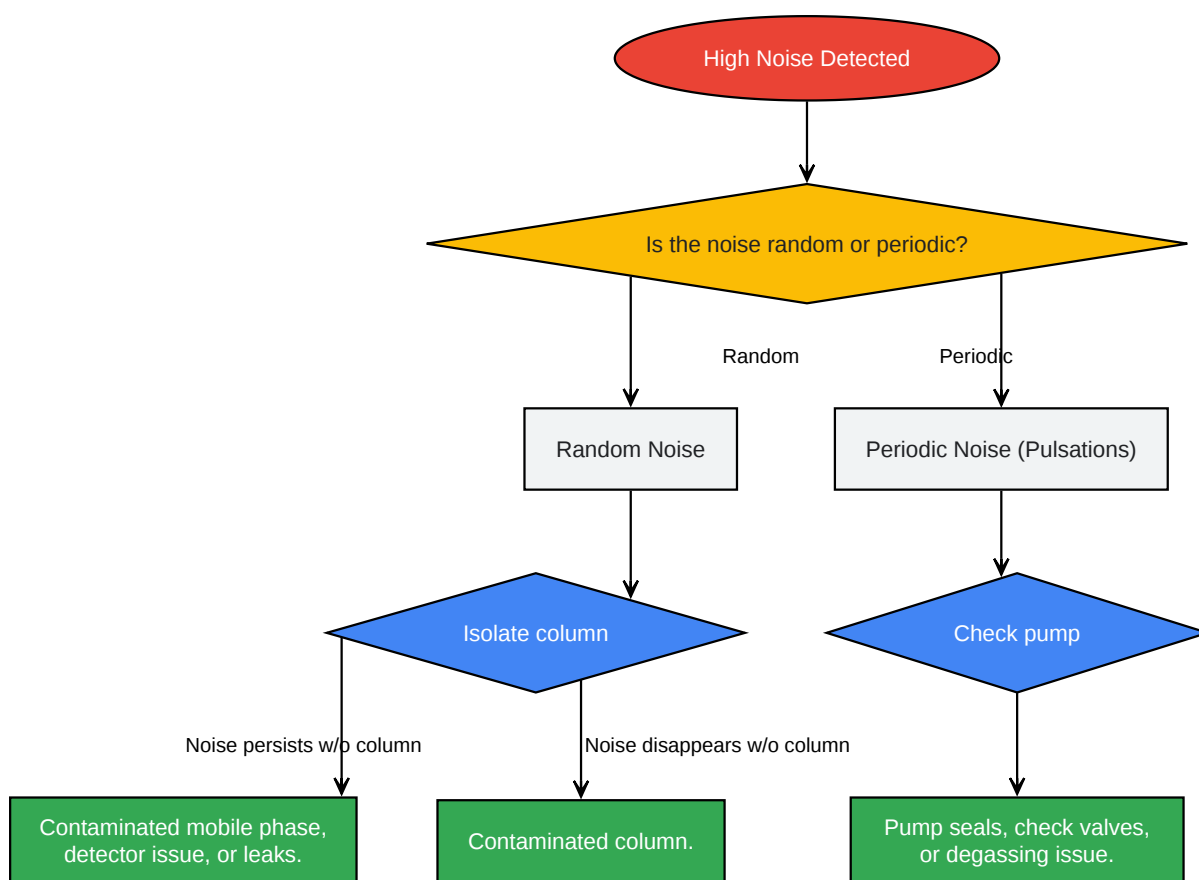 High Noise Detected
Is the noise random or periodic?
Random
Periodic
Random Noise
Periodic Noise (Pulsations)
Isolate column
Check pump
Noise persists w/o column
Noise disappears w/o column
Contaminated mobile phase,
detector issue, or leaks.
Contaminated column.
Pump seals, check valves,
or degassing issue.